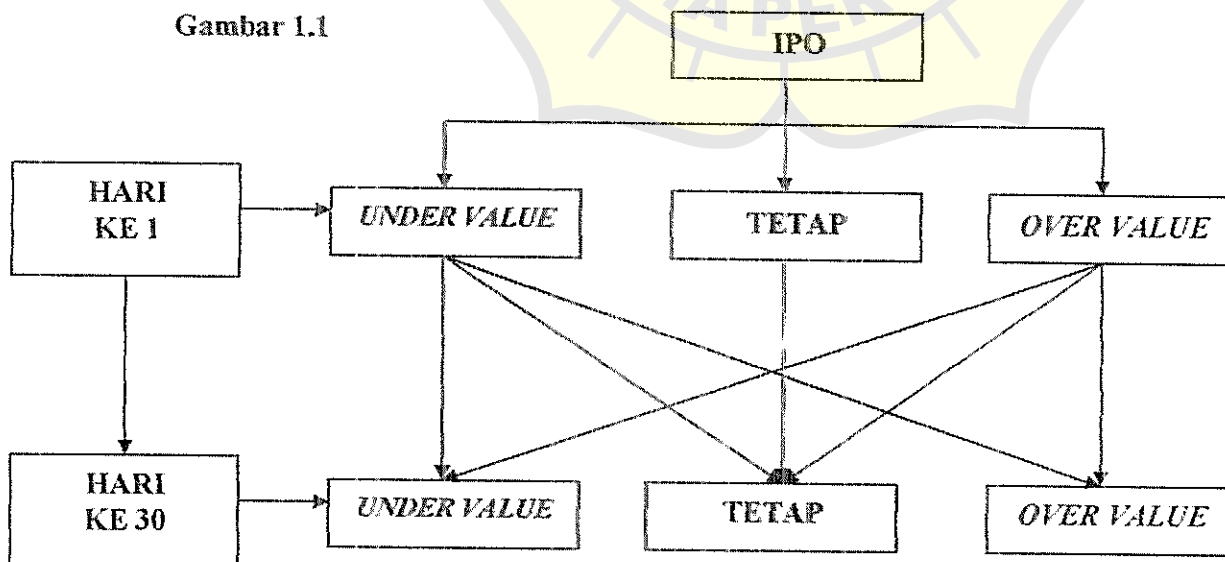 Gambar 1.1
APER
IPO
HARI
KE 1
UNDER VALUE
TETAP
OVER VALUE
HARI
KE 30
UNDER VALUE
TETAP
OVER VALUE